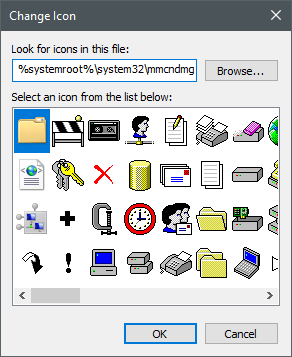 Change Icon
Look for icons in this file:
%systemroot%\system32\mmcndmg
Browse...
Select an icon from the list below:
OK
Cancel